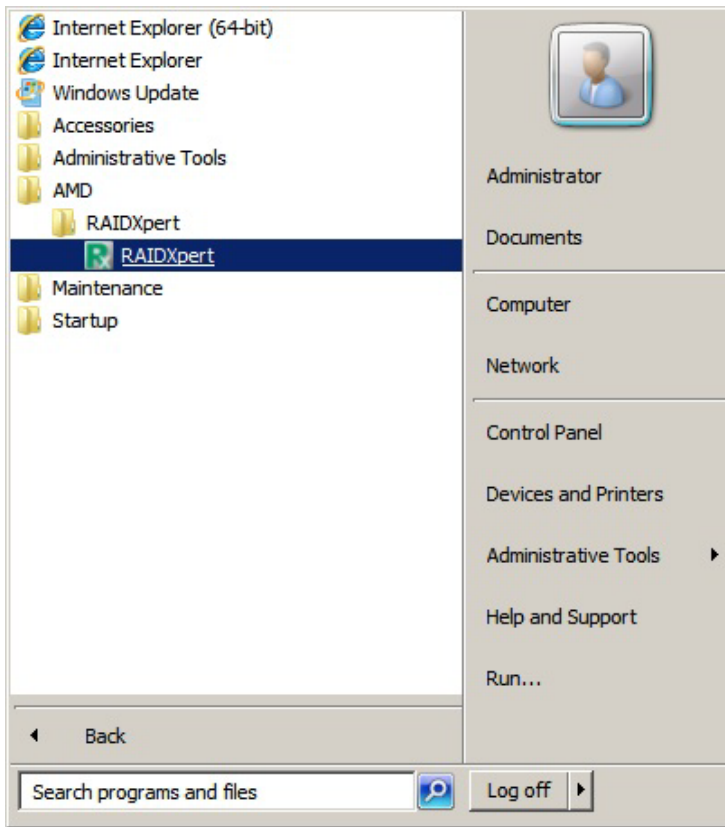 Internet Explorer (64-bit)
Internet Explorer
Windows Update
Accessories
Administrative Tools
AMD
RAIDXpert
RAIDXpert
Maintenance
Startup
Back
Search programs and files
Administrator
Documents
Computer
Network
Control Panel
Devices and Printers
Administrative Tools
Help and Support
Run...
Log off